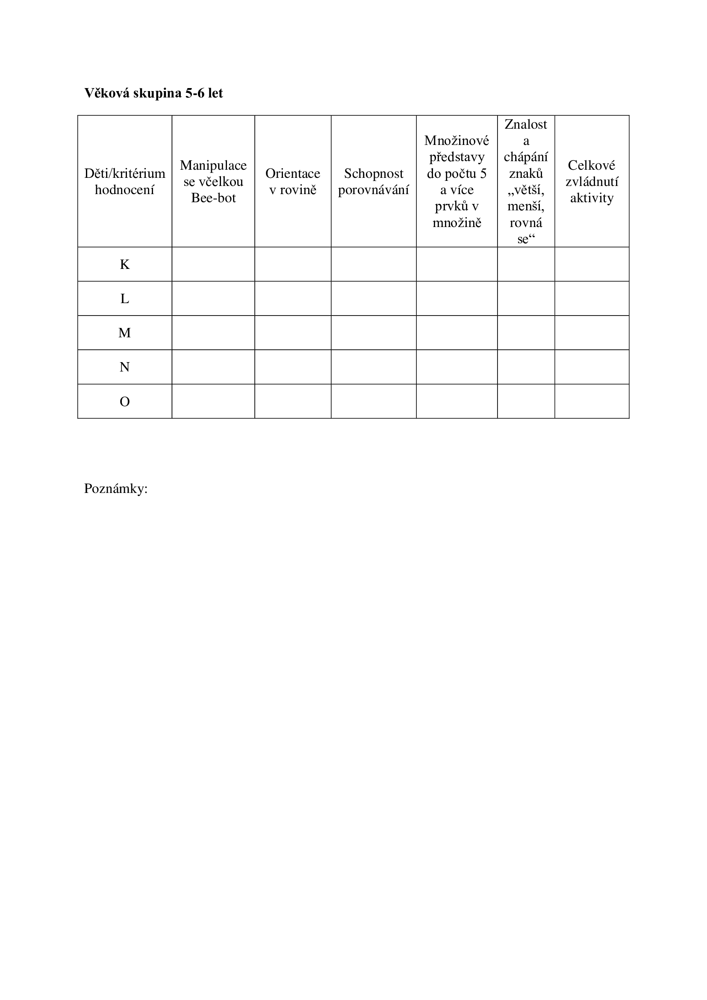 Věková skupina 5-6 let
Děti/kritérium
hodnocení
Manipulace
se včelkou
Bee-bot
Orientace
v rovině
Schopnost
porovnávání
Množinové
představy
do počtu 5
a více
prvků v
množině
Znalost
a
chápání
znaků
„větší,
menší,
rovná
se“
Celkové
zvládnutí
aktivity
K
L
M
N
O
Poznámky: